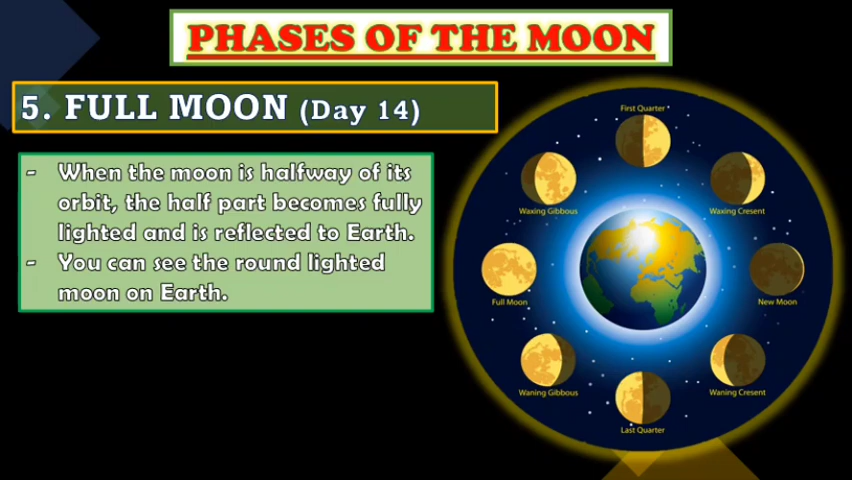 PHASES OF THE MOON
5. FULL MOON (Day 14)
- When the moon is halfway of its
orbit, the half part becomes fully
lighted and is reflected to Earth.
- You can see the round lighted
moon on Earth.
First Quarter
Waxing Gibbous
Waxing Cresent
Full Moon
New Moon
Waning Gibbous
Waning Cresent
Last Quarter